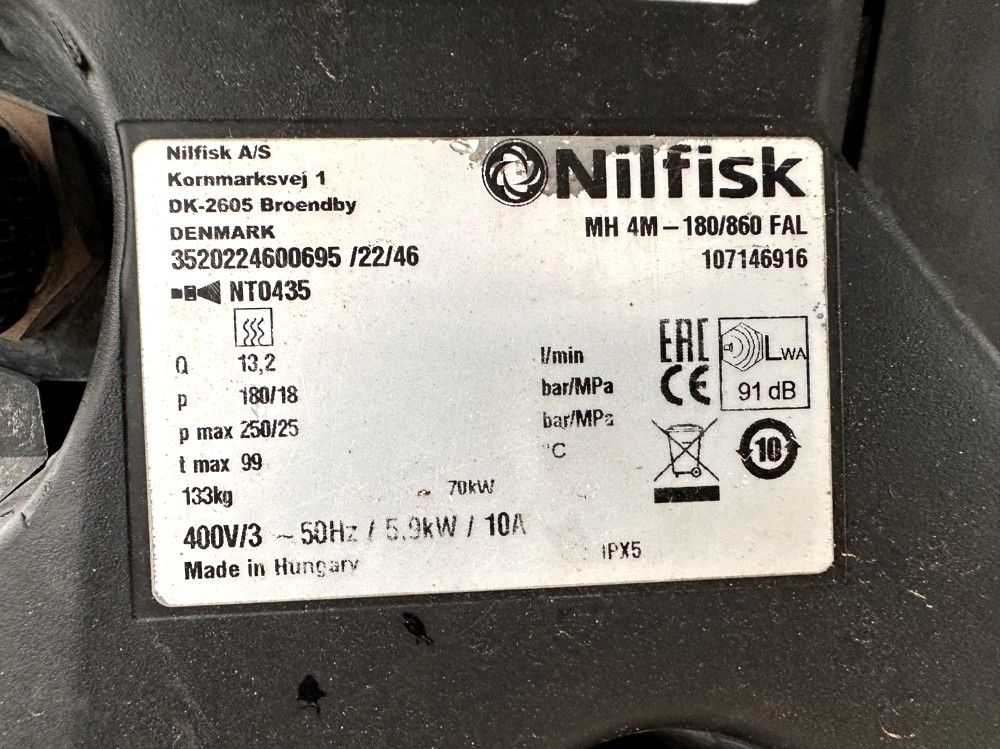 Nilfisk A/S
Kornmarksvej 1
DK-2605 Broendby
DENMARK
3520224600695 /22/46
NT0435
Nilfisk
MH 4M – 180/860 FAL
107146916
Q 13,2 l/min
p 180/18 bar/MPa
p max 250/25 bar/MPa
t max 99 °C
133kg
70kW
400V/3 ~ 50Hz / 5,9kW / 10A
Made in Hungary
IPX5
EAC
CE
LWA
91 dB
10